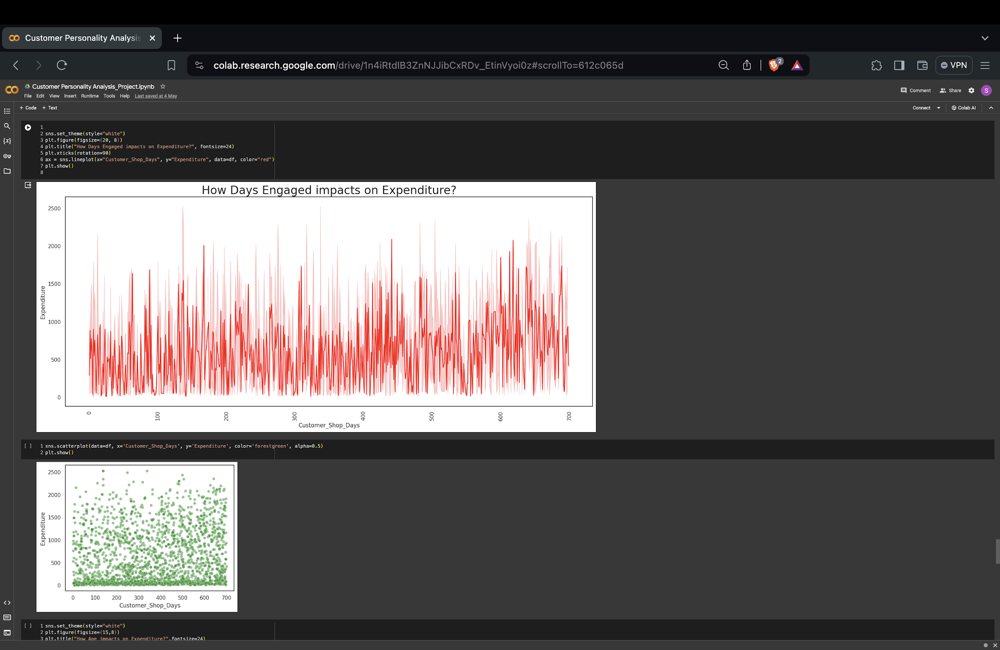 Customer Personality Analysis
colab.research.google.com/drive/1n4iRtdIB3ZnNJJibCxRDv_EtinVyoi0z#scrollTo=612c065d
2
VPN
Customer Personality Analysis_Project.ipynb
Comment
Share
S
File Edit View Insert Runtime Tools Help Last saved at 4 May
+ Code + Text
Connect
Colab AI
{x}
1
2 sns.set_theme(style="white")
3 plt.figure(figsize=(20, 8))
4 plt.title("How Days Engaged impacts on Expenditure?", fontsize=24)
5 plt.xticks(rotation=90)
6 ax = sns.lineplot(x="Customer_Shop_Days", y="Expenditure", data=df, color="red")
7 plt.show()
8
How Days Engaged impacts on Expenditure?
2500
2000
1500
1000
500
0
Expenditure
0 100 200 300 400 500 600 700
Customer_Shop_Days
[ ]
1 sns.scatterplot(data=df, x='Customer_Shop_Days', y='Expenditure', color='forestgreen', alpha=0.5)
2 plt.show()
2500
2000
1500
1000
500
0
Expenditure
0 100 200 300 400 500 600 700
Customer_Shop_Days
[ ]
1 sns.set_theme(style="white")
2 plt.figure(figsize=(15,8))
3 plt.title("How Age impacts on Expenditure?",fontsize=24)